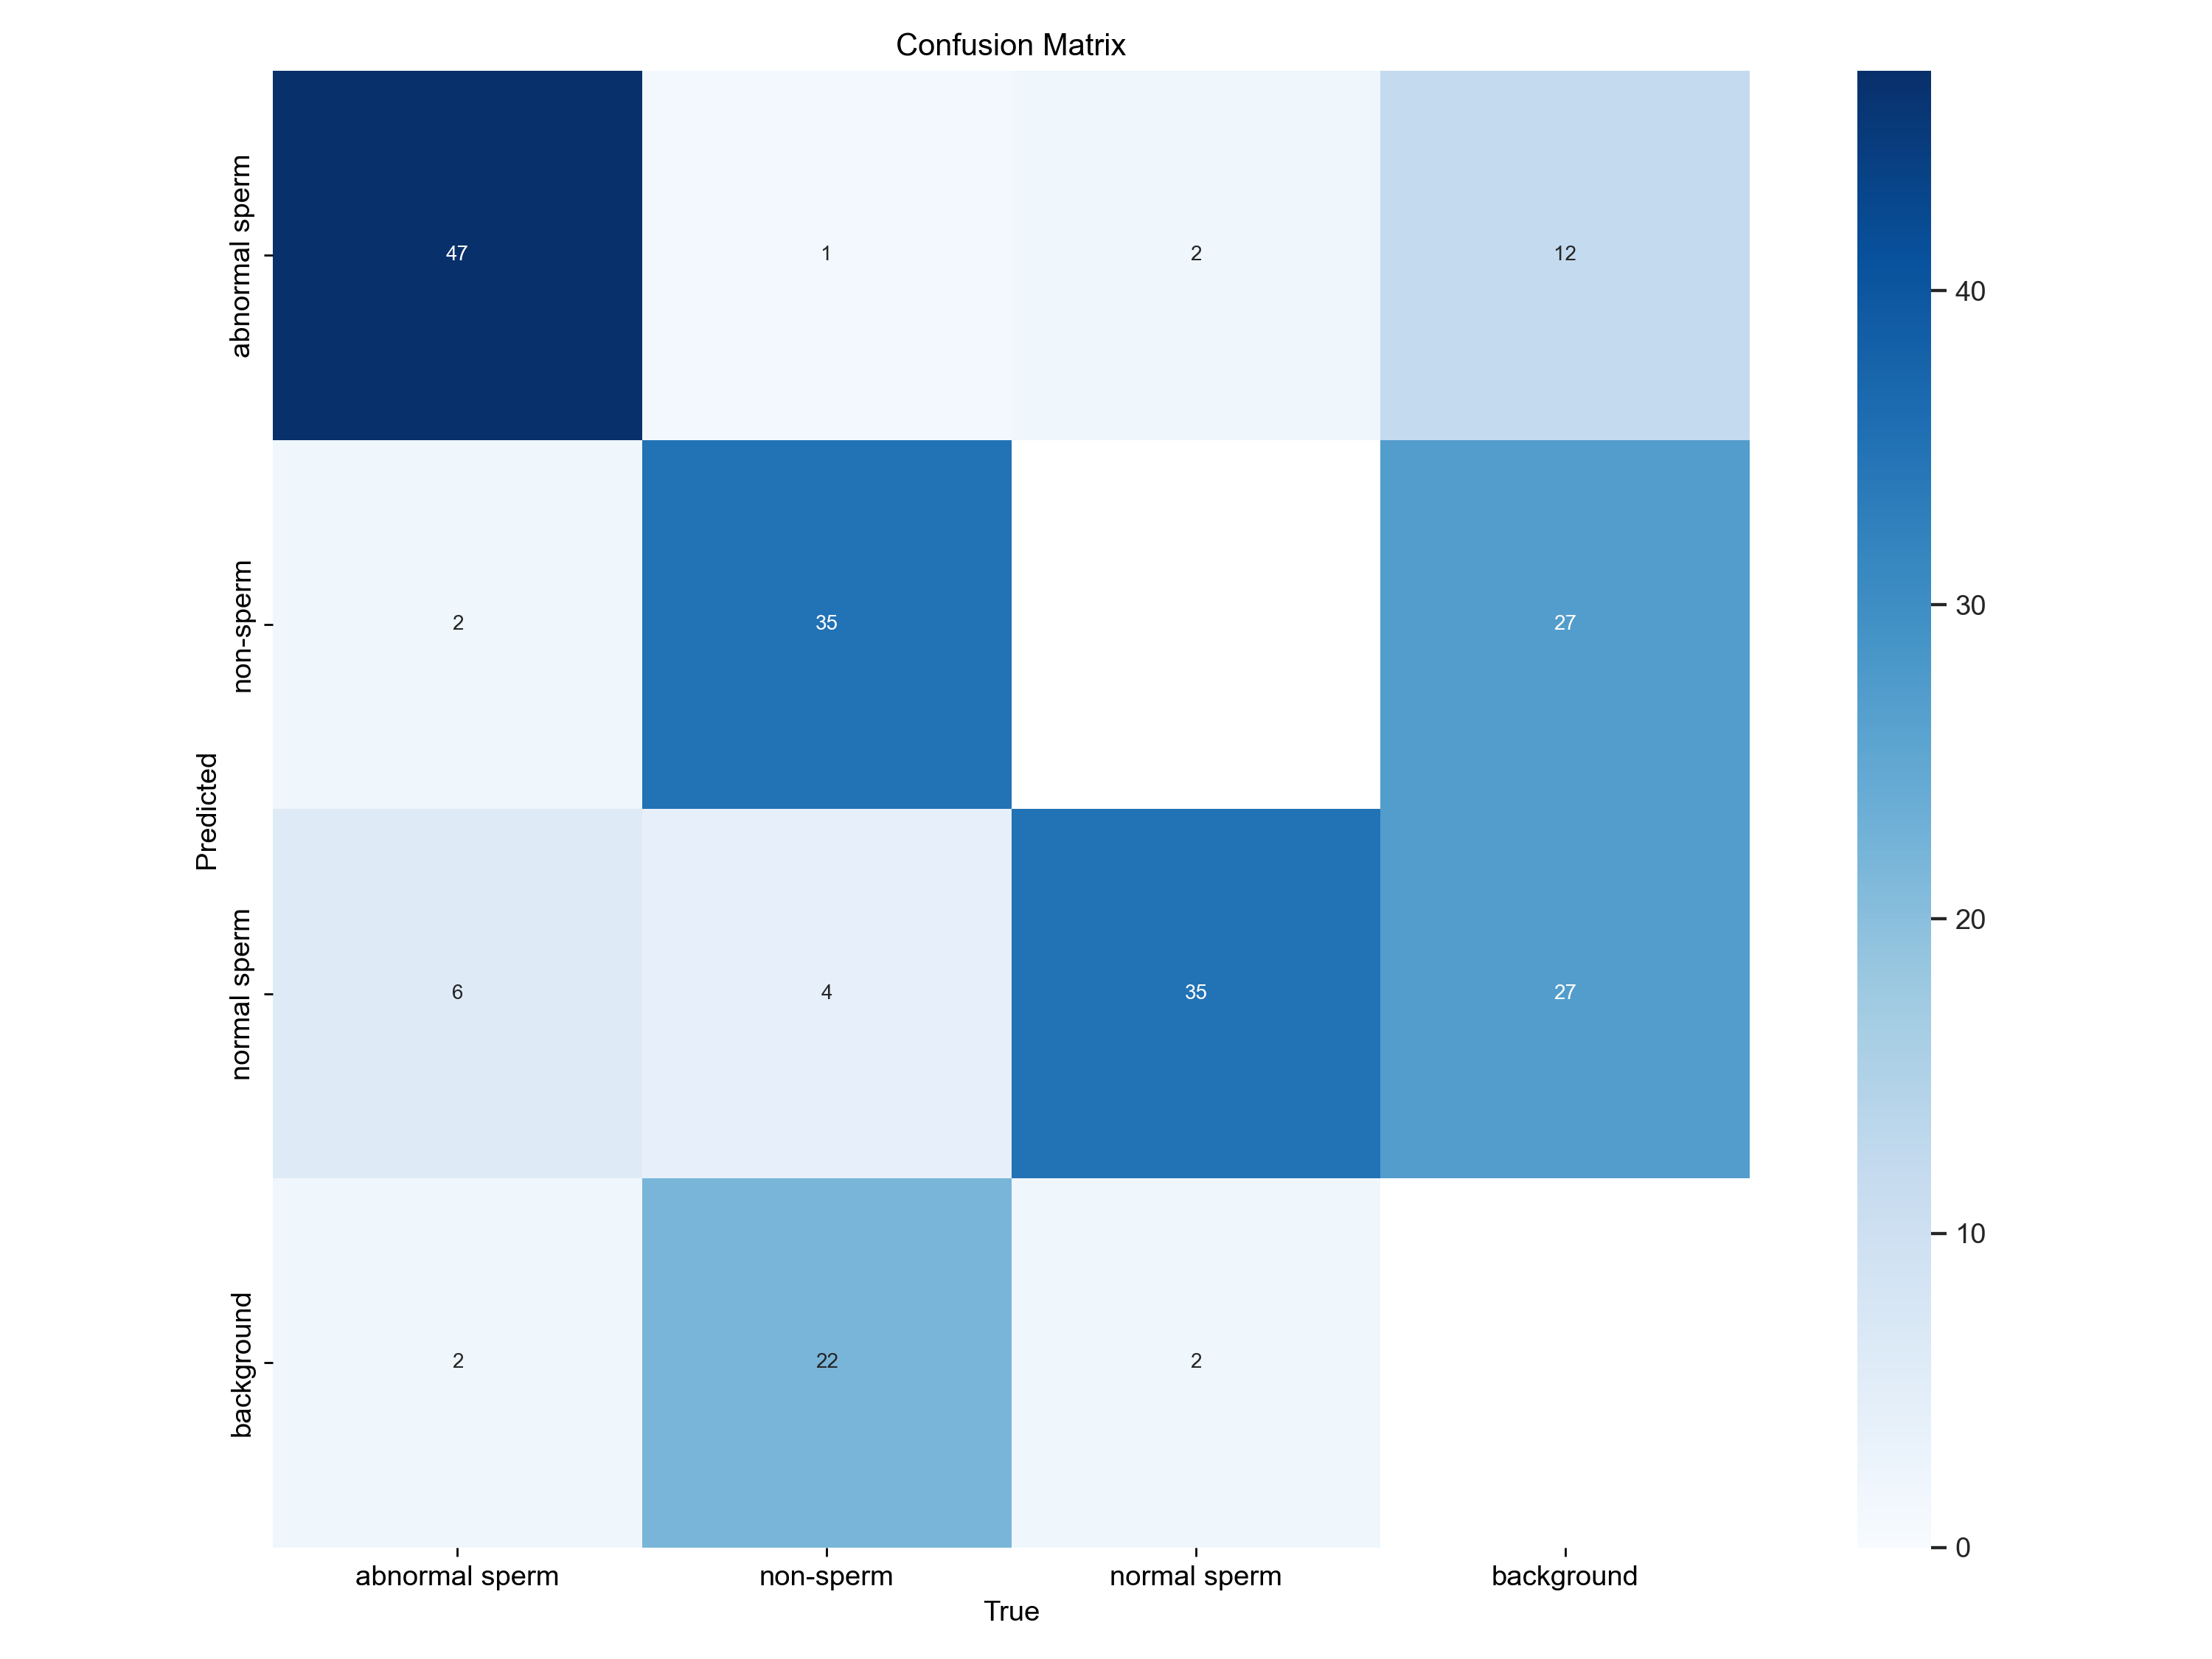 Confusion Matrix
abnormal sperm
47
1
2
12
40
non-sperm
2
35
27
30
Predicted
normal sperm
6
4
35
27
20
background
2
22
2
10
0
abnormal sperm
non-sperm
normal sperm
background
True